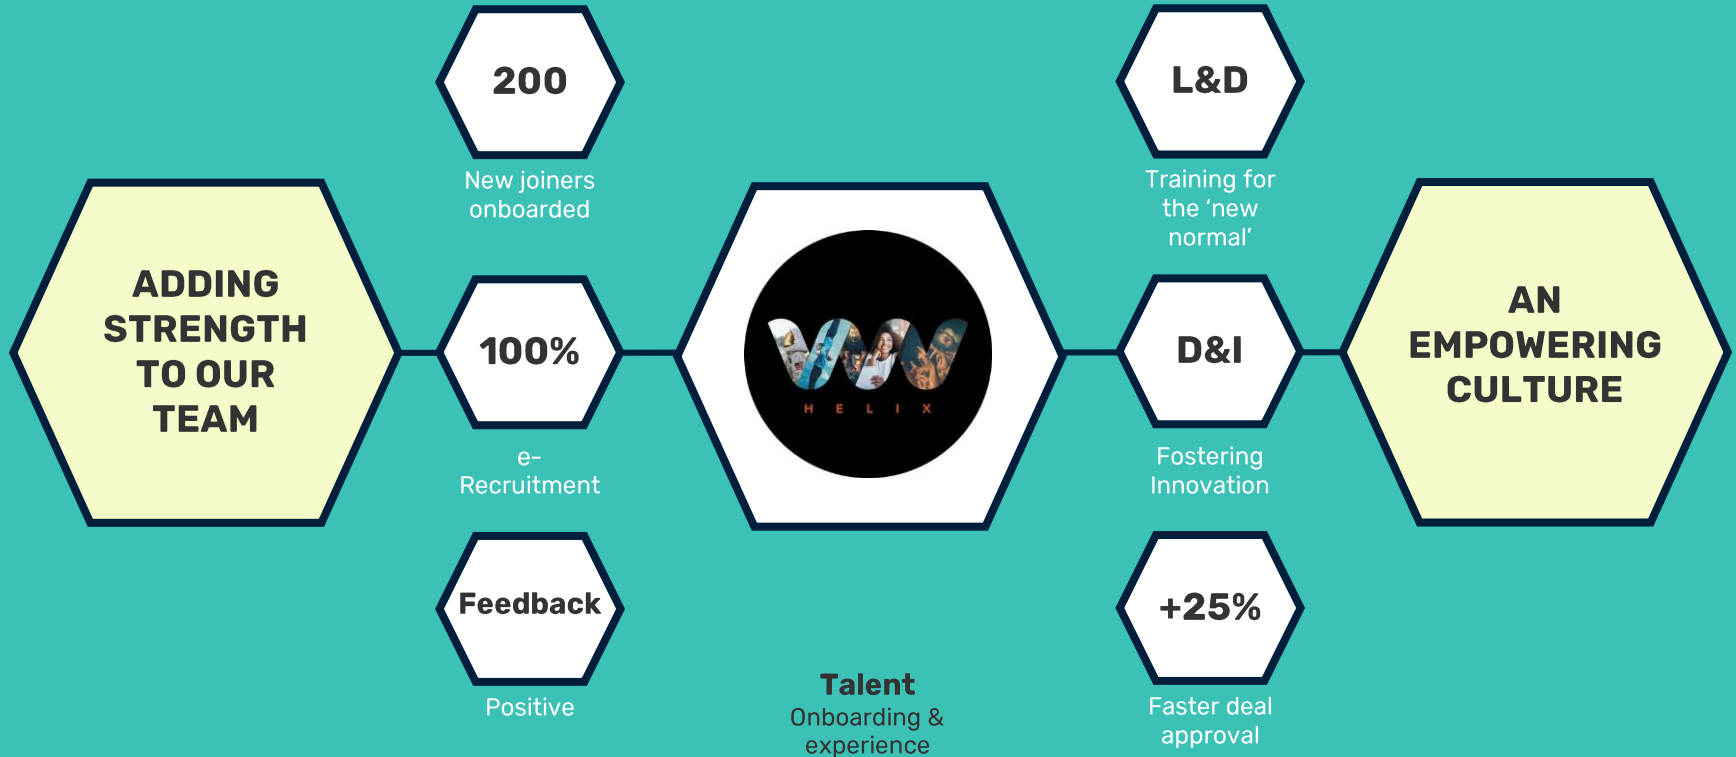 ADDING
STRENGTH
TO OUR
TEAM
200
New joiners
onboarded
100%
e-
Recruitment
Feedback
Positive
HELIX
Talent
Onboarding &
experience
L&D
Training for
the ‘new
normal’
D&I
Fostering
Innovation
+25%
Faster deal
approval
AN
EMPOWERING
CULTURE